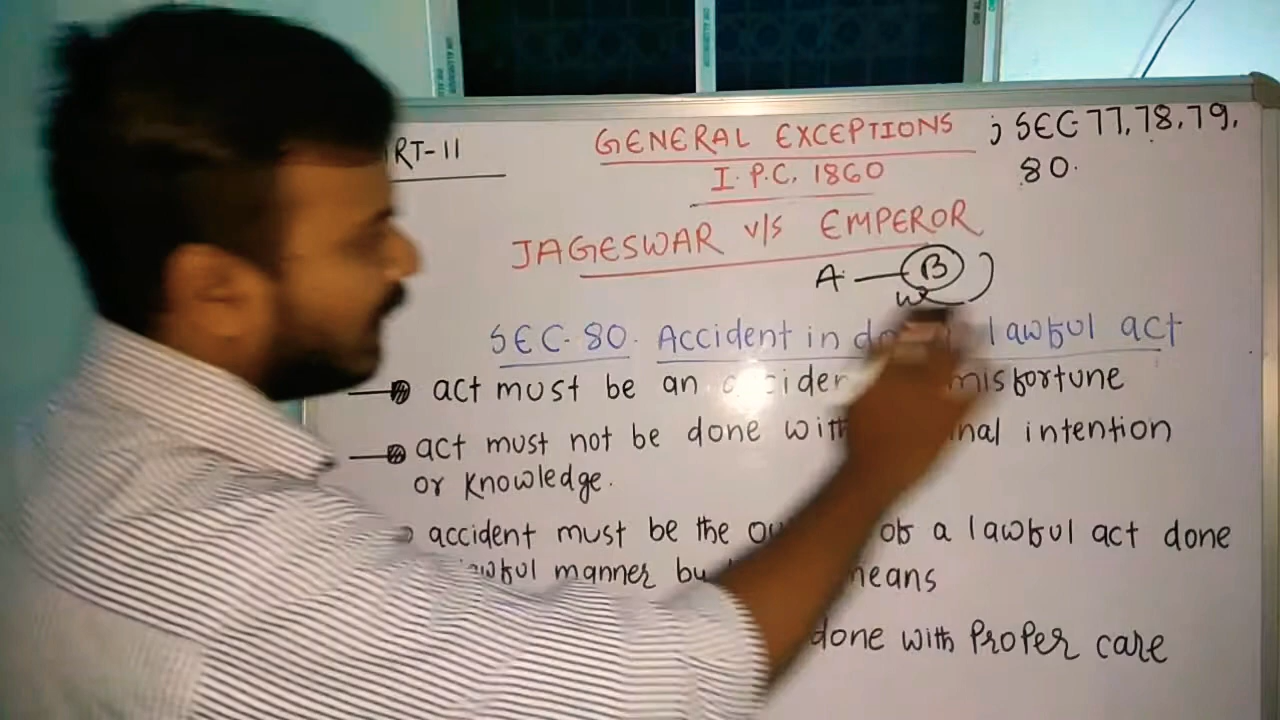 RT-11
GENERAL EXCEPTIONS ; SEC-77,78,79,
80.
I.P.C. 1860
JAGESWAR V/S EMPEROR
A B
W
SEC-80. Accident in lawful act
act must be an misfortune
act must not be done with intention
or knowledge.
accident must be the of a lawful act done
manner by means
done with Proper care